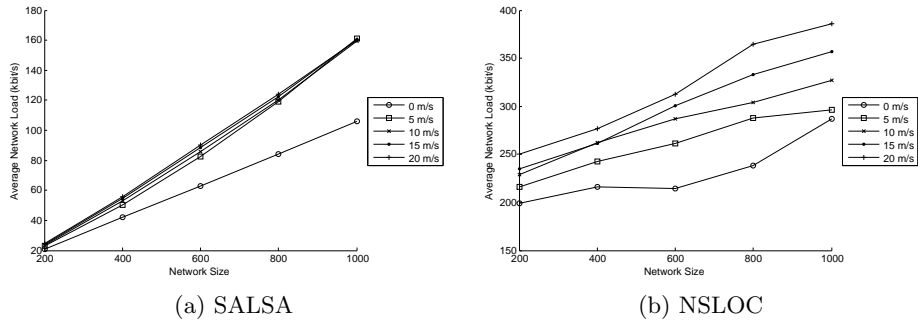 180
160
140
120
100
80
60
40
20
200
400
600
800
1000
Average Network Load (kbit/s)
Network Size
0 m/s
5 m/s
10 m/s
15 m/s
20 m/s
(a) SALSA
400
350
300
250
200
150
200
400
600
800
1000
Average Network Load (kbit/s)
Network Size
0 m/s
5 m/s
10 m/s
15 m/s
20 m/s
(b) NSLOC